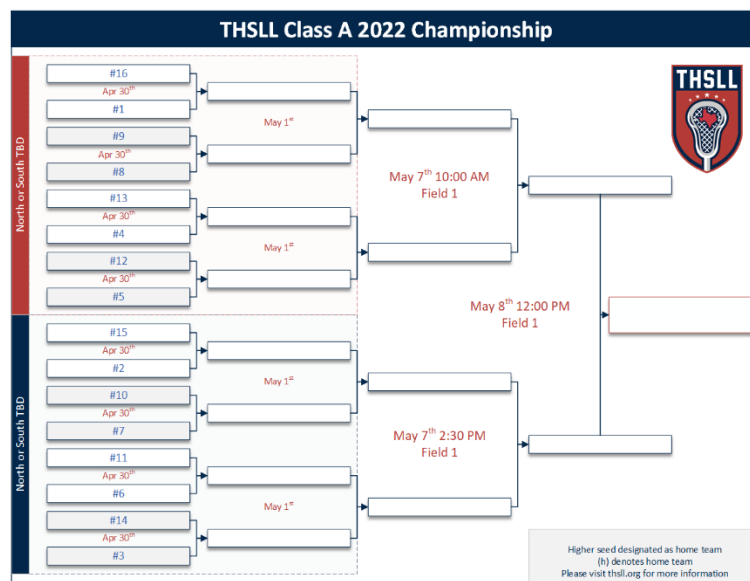 THSLL Class A 2022 Championship
THSLL
North or South TBD
#16
Apr 30th
#1
#9
Apr 30th
#8
May 1st
#13
Apr 30th
#4
#12
Apr 30th
#5
May 1st
May 7th 10:00 AM
Field 1
North or South TBD
#15
Apr 30th
#2
#10
Apr 30th
#7
May 1st
#11
Apr 30th
#6
#14
Apr 30th
#3
May 1st
May 7th 2:30 PM
Field 1
May 8th 12:00 PM
Field 1
Higher seed designated as home team
(h) denotes home team
Please visit thsll.org for more information